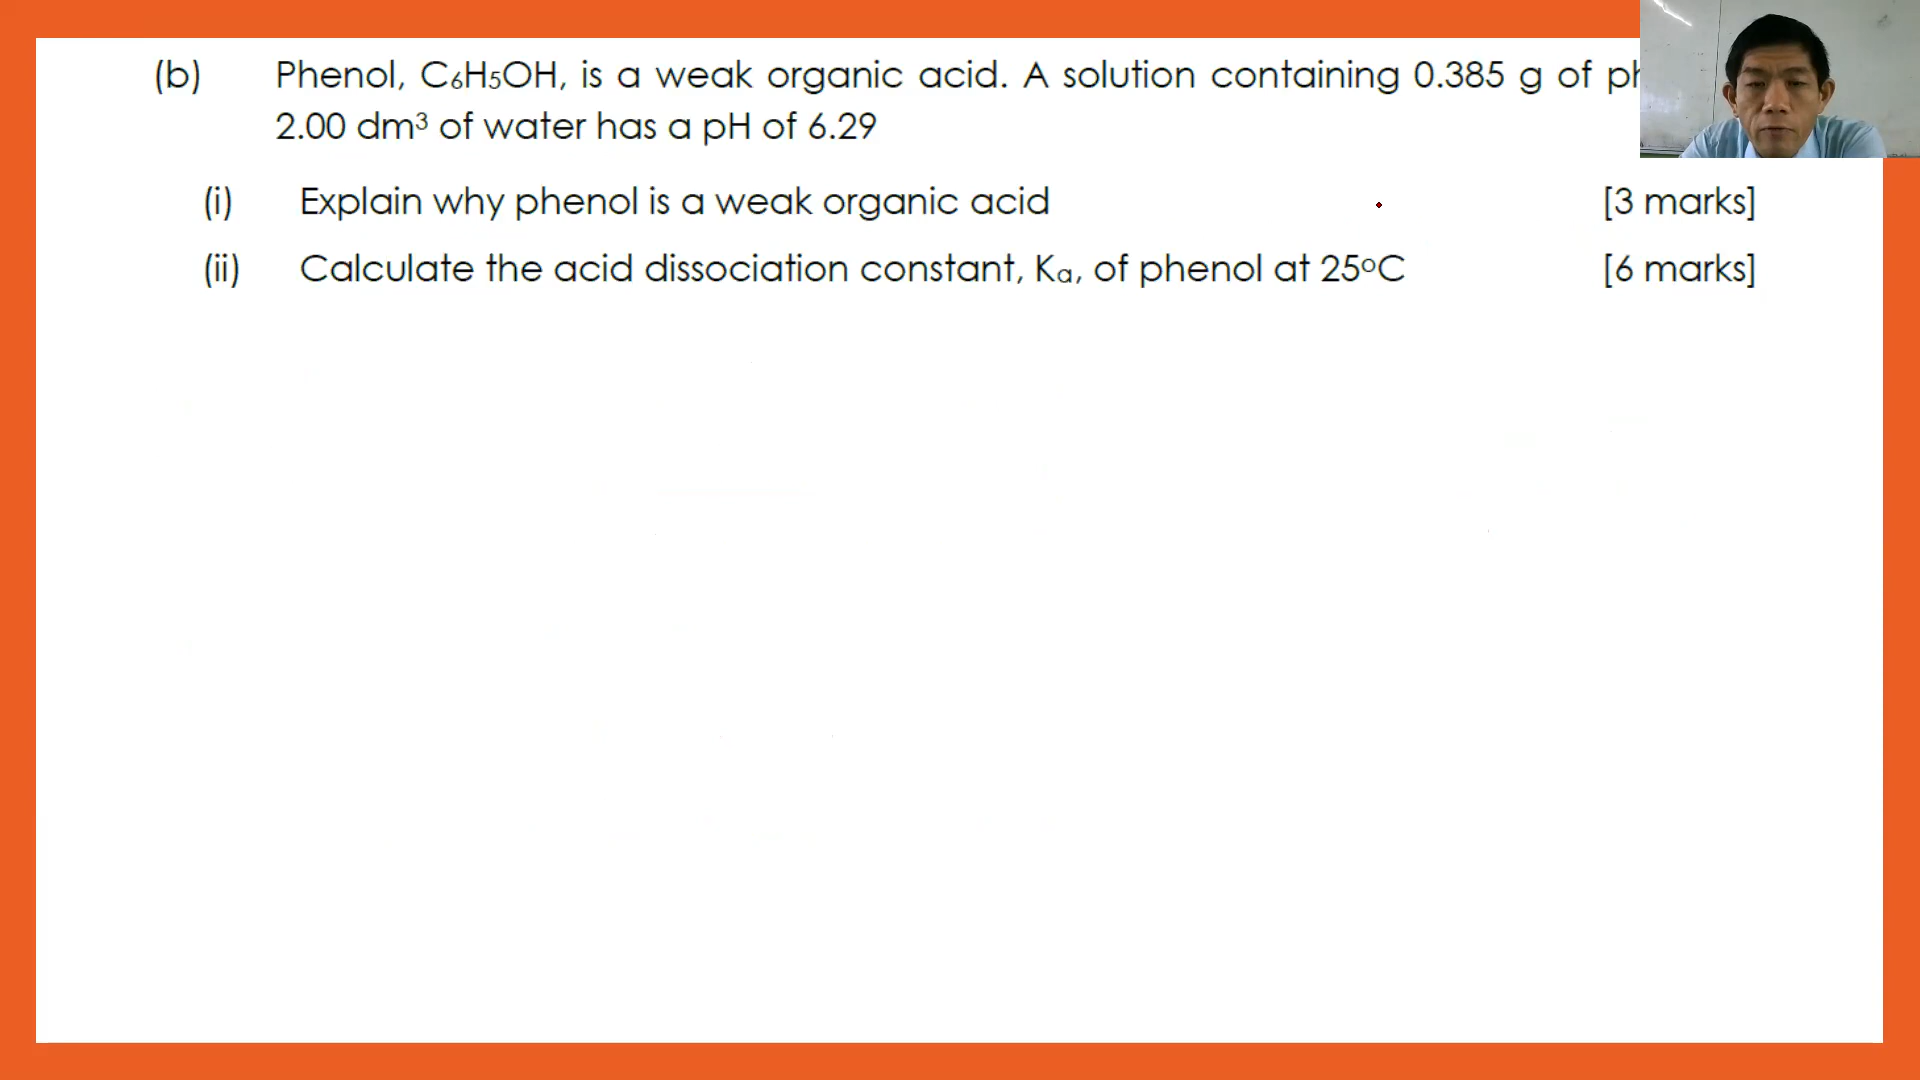 (b) Phenol, C₆H₅OH, is a weak organic acid. A solution containing 0.385 g of
2.00 dm³ of water has a pH of 6.29
(i) Explain why phenol is a weak organic acid [3 marks]
(ii) Calculate the acid dissociation constant, Kₐ, of phenol at 25°C [6 marks]